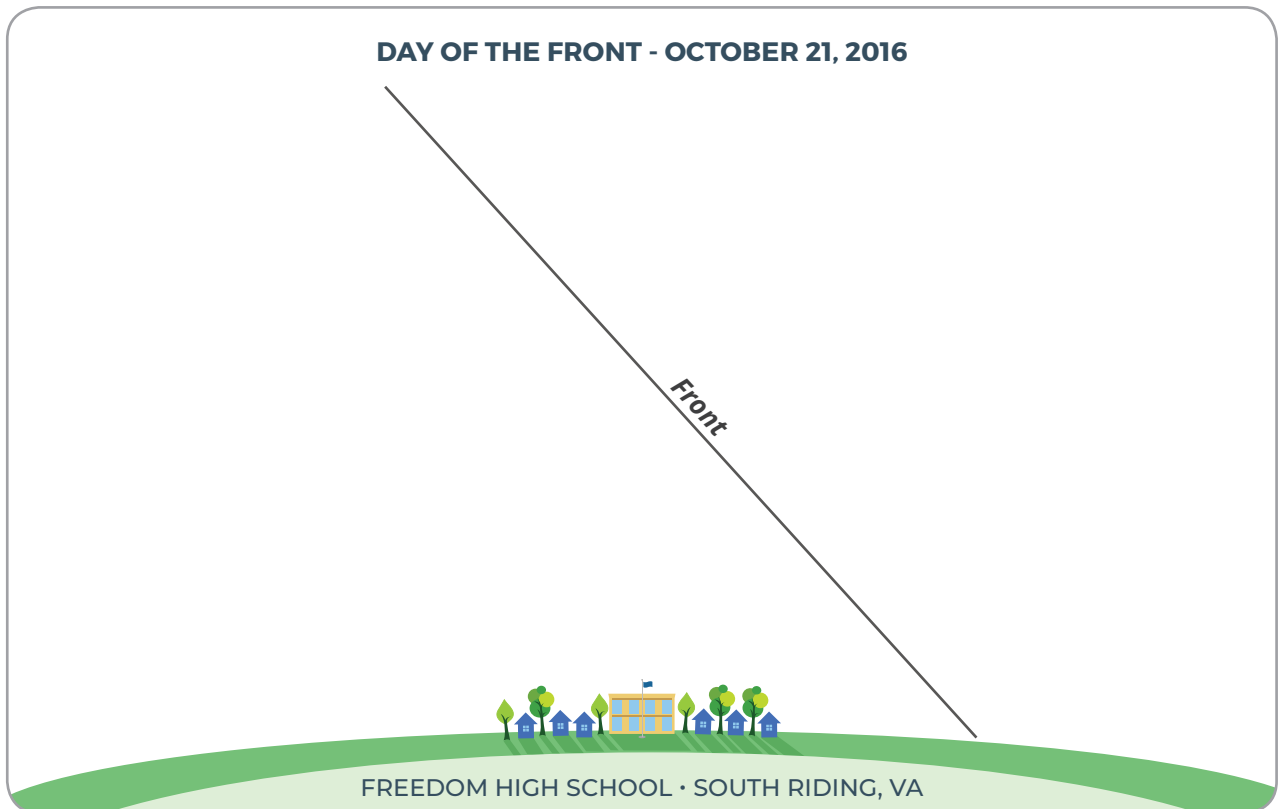 DAY OF THE FRONT - OCTOBER 21, 2016
Front
FREEDOM HIGH SCHOOL · SOUTH RIDING, VA